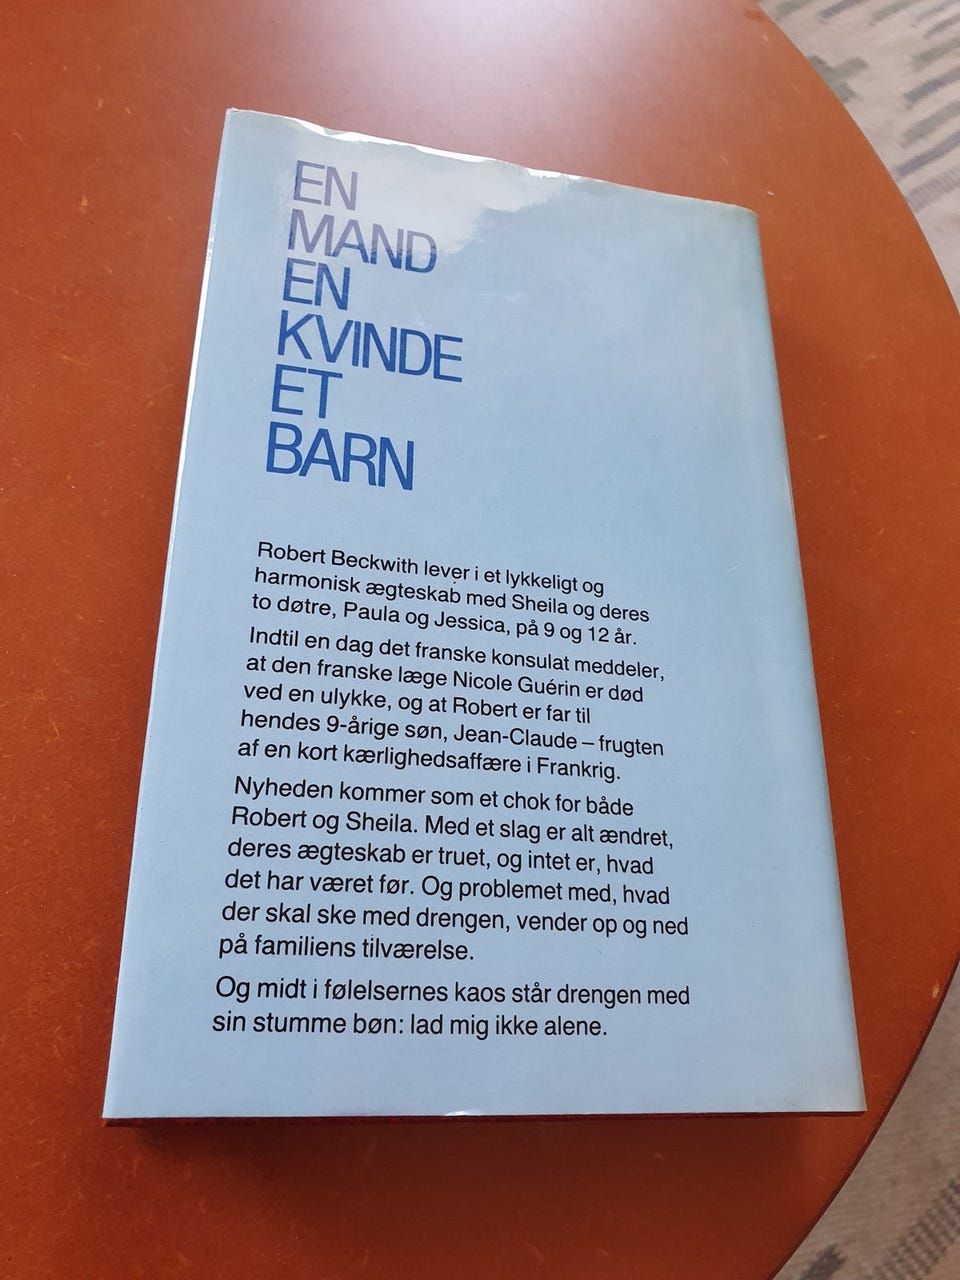 EN
MAND
EN
KVINDE
ET
BARN
Robert Beckwith lever i et lykkeligt og
harmonisk ægteskab med Sheila og deres
to døtre, Paula og Jessica, på 9 og 12 år.
Indtil en dag det franske konsulat meddeler,
at den franske læge Nicole Guérin er død
ved en ulykke, og at Robert er far til
hendes 9-årige søn, Jean-Claude – frugten
af en kort kærlighedsaffære i Frankrig.
Nyheden kommer som et chok for både
Robert og Sheila. Med et slag er alt ændret,
deres ægteskab er truet, og intet er, hvad
det har været før. Og problemet med, hvad
der skal ske med drengen, vender op og ned
på familiens tilværelse.
Og midt i følelsernes kaos står drengen med
sin stumme bøn: lad mig ikke alene.